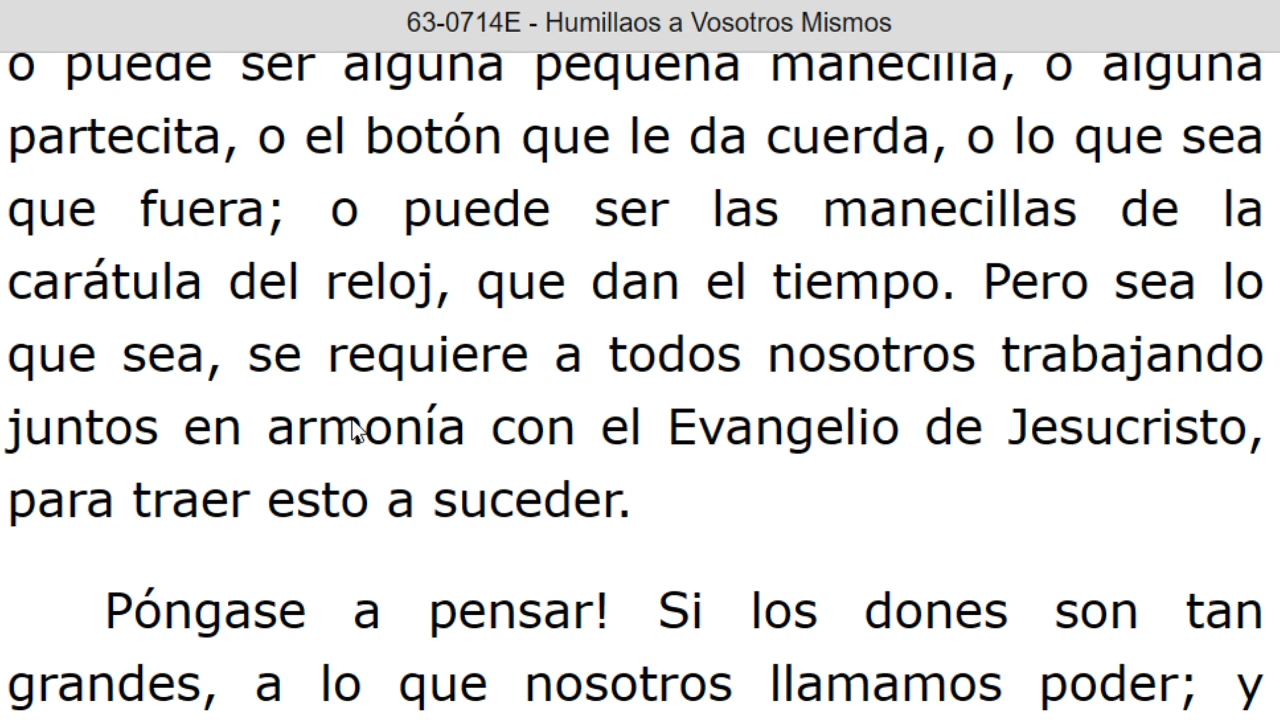 63-0714E - Humillaos a Vosotros Mismos
o puede ser alguna pequeña manecilla, o alguna
partecita, o el botón que le da cuerda, o lo que sea
que fuera; o puede ser las manecillas de la
carátula del reloj, que dan el tiempo. Pero sea lo
que sea, se requiere a todos nosotros trabajando
juntos en armonía con el Evangelio de Jesucristo,
para traer esto a suceder.
Póngase a pensar! Si los dones son tan
grandes, a lo que nosotros llamamos poder; y